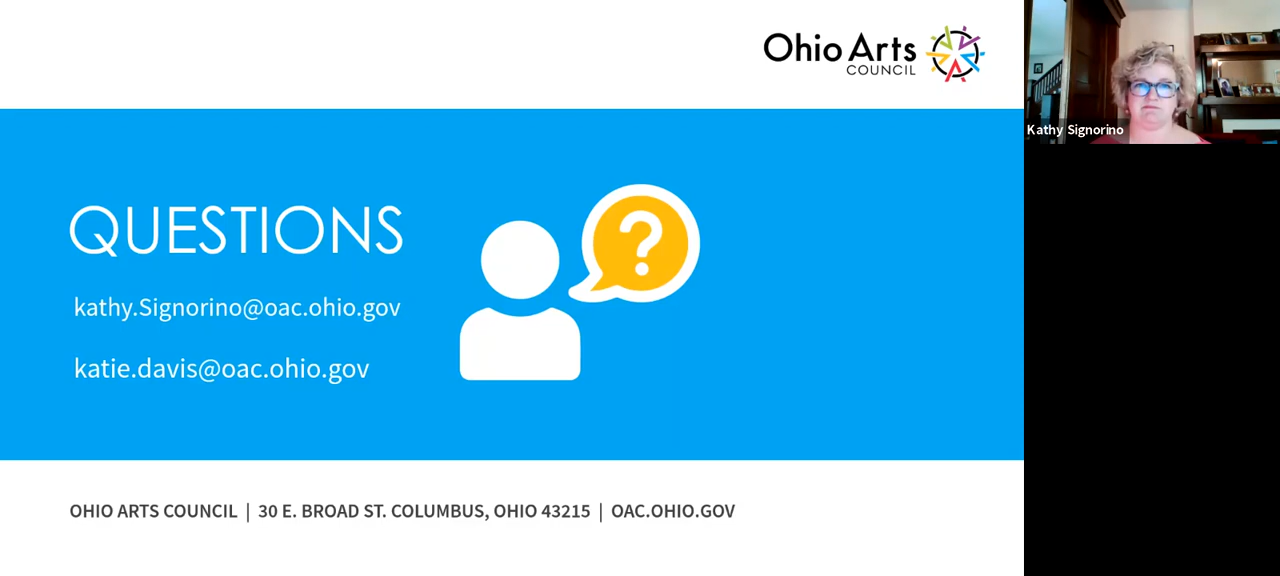 Ohio Arts
COUNCIL
Kathy Signorino
QUESTIONS
?
kathy.Signorino@oac.ohio.gov
katie.davis@oac.ohio.gov
OHIO ARTS COUNCIL | 30 E. BROAD ST. COLUMBUS, OHIO 43215 | OAC.OHIO.GOV